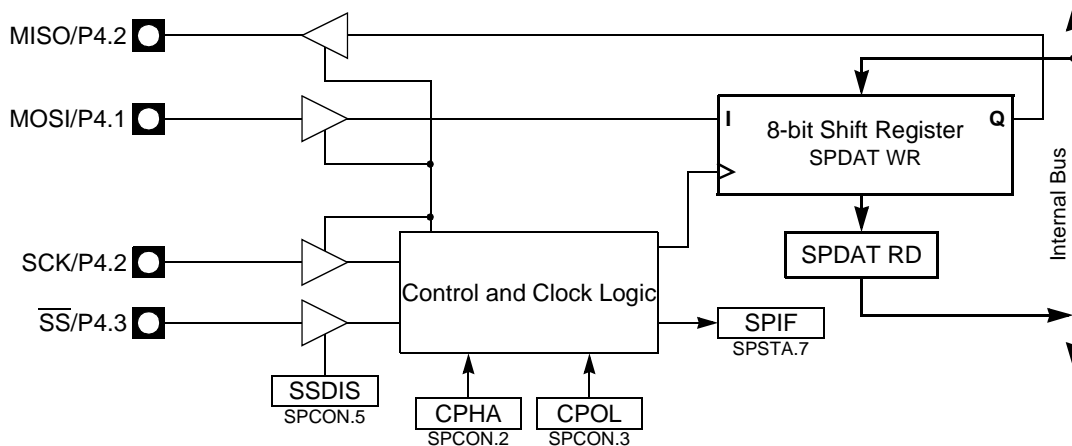 MISO/P4.2
MOSI/P4.1
I
8-bit Shift Register
Q
SPDAT WR
Internal Bus
SCK/P4.2
SPDAT RD
Control and Clock Logic
SS/P4.3
SPIF
SPSTA.7
SSDIS
SPCON.5
CPHA
SPCON.2
CPOL
SPCON.3